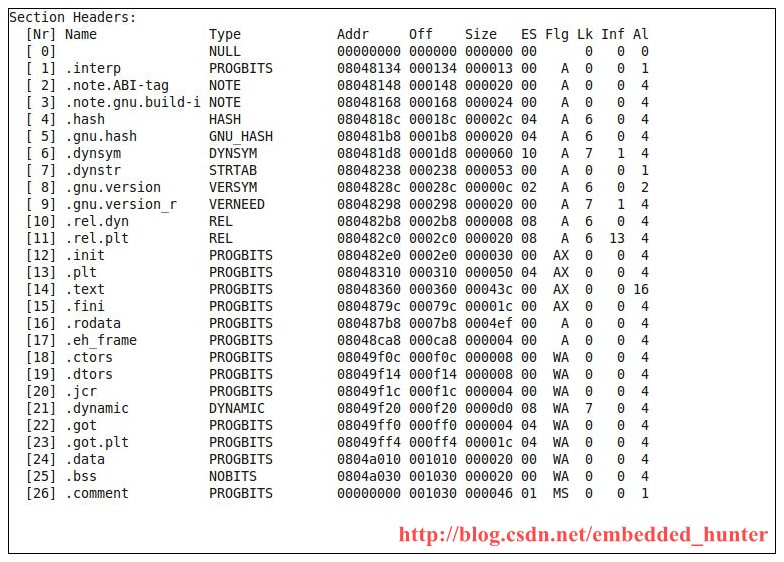 Section Headers:
  [Nr] Name              Type            Addr     Off    Size   ES Flg Lk Inf Al
  [ 0]                   NULL            00000000 000000 000000 00      0   0  0
  [ 1] .interp           PROGBITS        08048134 000134 000013 00   A  0   0  1
  [ 2] .note.ABI-tag     NOTE            08048148 000148 000020 00   A  0   0  4
  [ 3] .note.gnu.build-i NOTE            08048168 000168 000024 00   A  0   0  4
  [ 4] .hash             HASH            0804818c 00018c 00002c 04   A  6   0  4
  [ 5] .gnu.hash         GNU_HASH        080481b8 0001b8 000020 04   A  6   0  4
  [ 6] .dynsym           DYNSYM          080481d8 0001d8 000060 10   A  7   1  4
  [ 7] .dynstr           STRTAB          08048238 000238 000053 00   A  0   0  1
  [ 8] .gnu.version      VERSYM          0804828c 00028c 00000c 02   A  6   0  2
  [ 9] .gnu.version_r    VERNEED         08048298 000298 000020 00   A  7   1  4
  [10] .rel.dyn          REL             080482b8 0002b8 000008 08   A  6   0  4
  [11] .rel.plt          REL             080482c0 0002c0 000020 08   A  6  13  4
  [12] .init             PROGBITS        080482e0 0002e0 000030 00  AX  0   0  4
  [13] .plt              PROGBITS        08048310 000310 000050 04  AX  0   0  4
  [14] .text             PROGBITS        08048360 000360 00043c 00  AX  0   0 16
  [15] .fini             PROGBITS        0804879c 00079c 00001c 00  AX  0   0  4
  [16] .rodata           PROGBITS        080487b8 0007b8 0004ef 00   A  0   0  4
  [17] .eh_frame         PROGBITS        08048ca8 000ca8 000004 00   A  0   0  4
  [18] .ctors            PROGBITS        08049f0c 000f0c 000008 00  WA  0   0  4
  [19] .dtors            PROGBITS        08049f14 000f14 000008 00  WA  0   0  4
  [20] .jcr              PROGBITS        08049f1c 000f1c 000004 00  WA  0   0  4
  [21] .dynamic          DYNAMIC         08049f20 000f20 0000d0 08  WA  7   0  4
  [22] .got              PROGBITS        08049ff0 000ff0 000004 04  WA  0   0  4
  [23] .got.plt          PROGBITS        08049ff4 000ff4 00001c 04  WA  0   0  4
  [24] .data             PROGBITS        0804a010 001010 000020 00  WA  0   0  4
  [25] .bss              NOBITS          0804a030 001030 000020 00  WA  0   0  4
  [26] .comment          PROGBITS        00000000 001030 000046 01  MS  0   0  1
http://blog.csdn.net/embedded_hunter